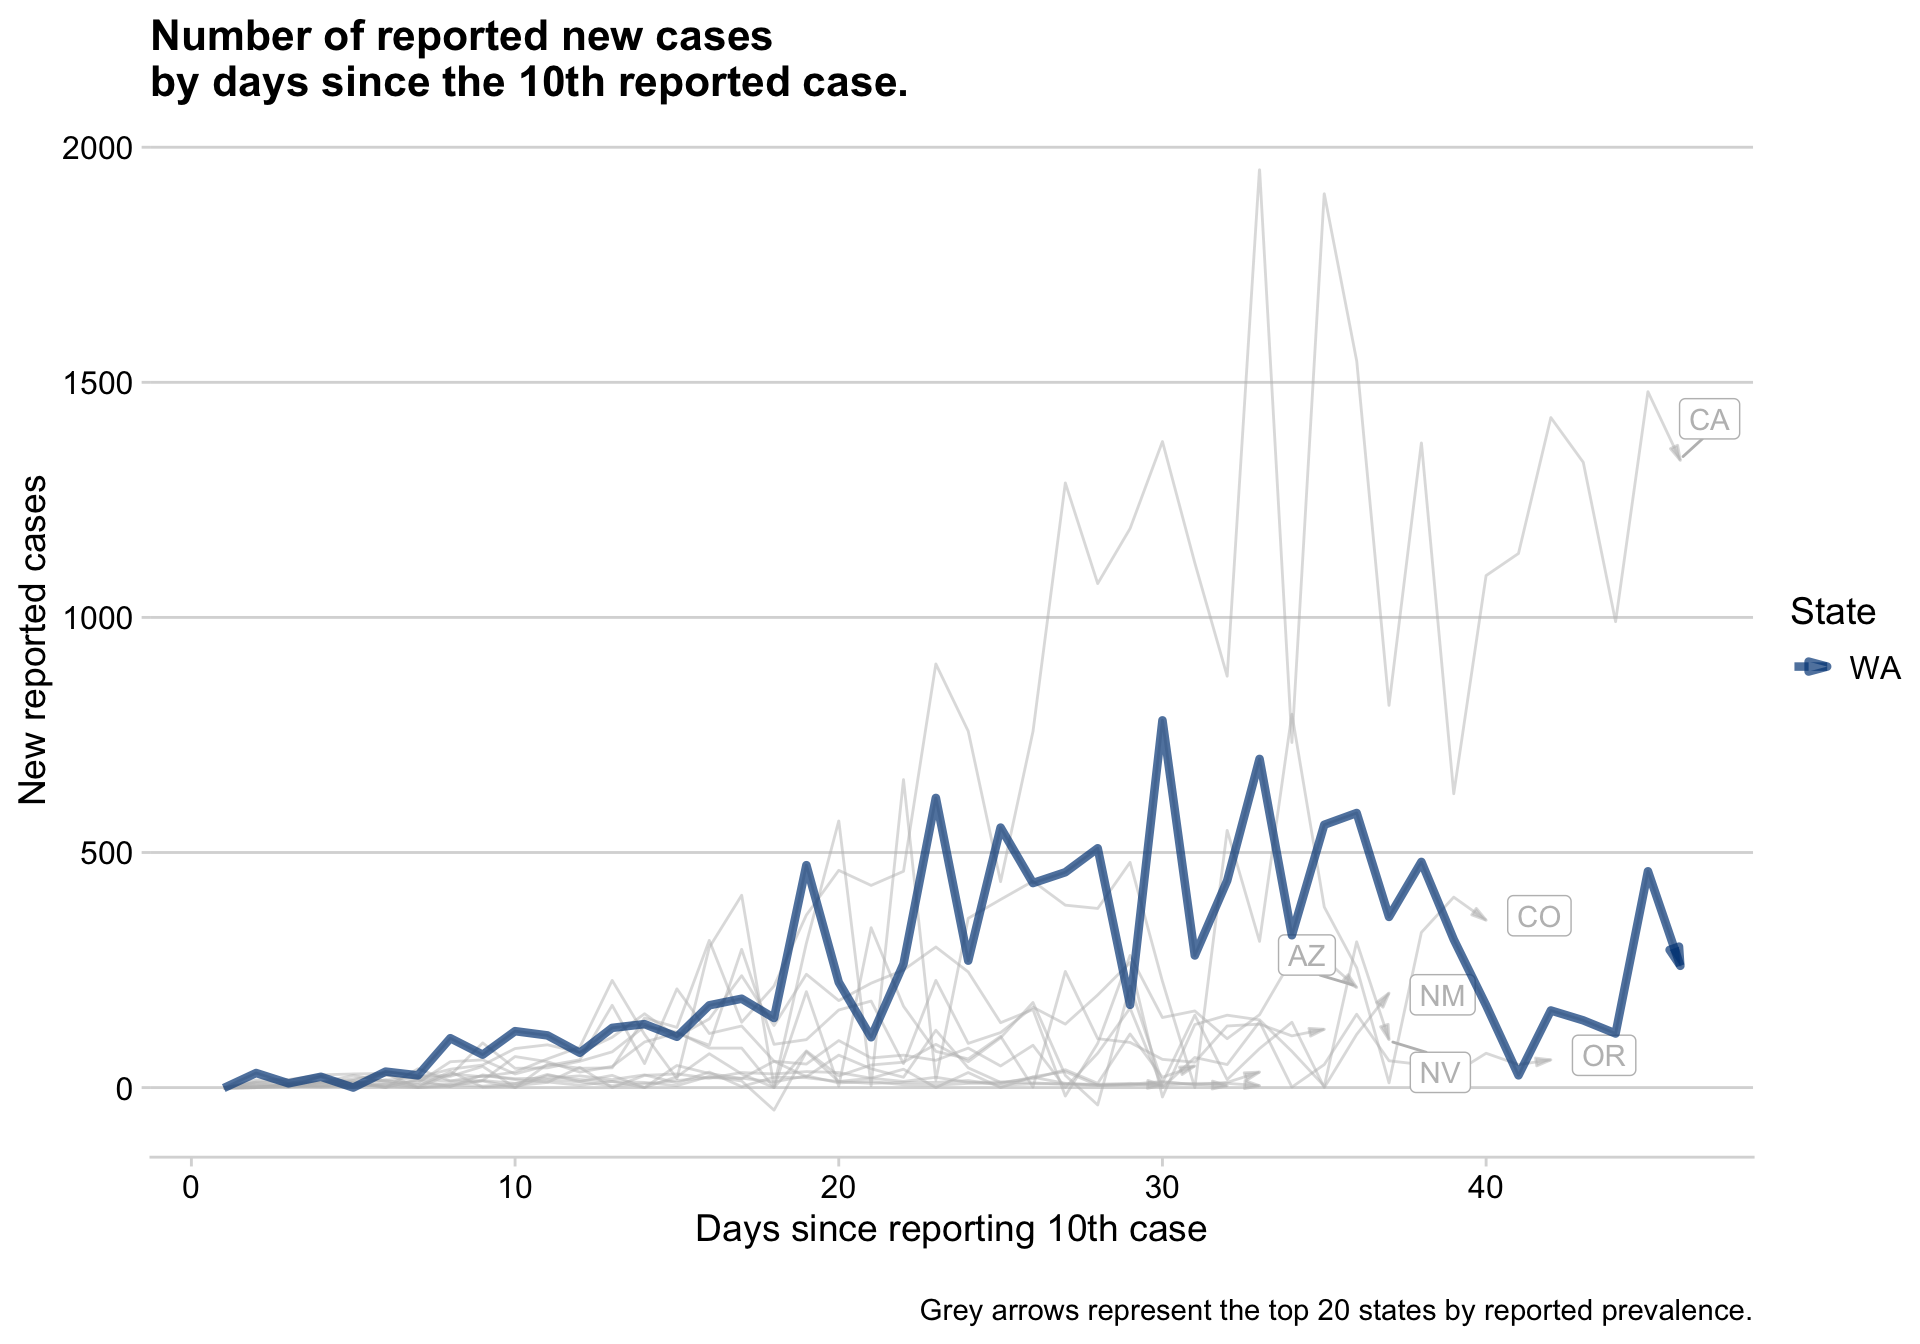 Number of reported new cases
by days since the 10th reported case.
2000
1500
1000
500
0
New reported cases
CA
CO
AZ
NM
NV
OR
State
WA
0 10 20 30 40
Days since reporting 10th case
Grey arrows represent the top 20 states by reported prevalence.